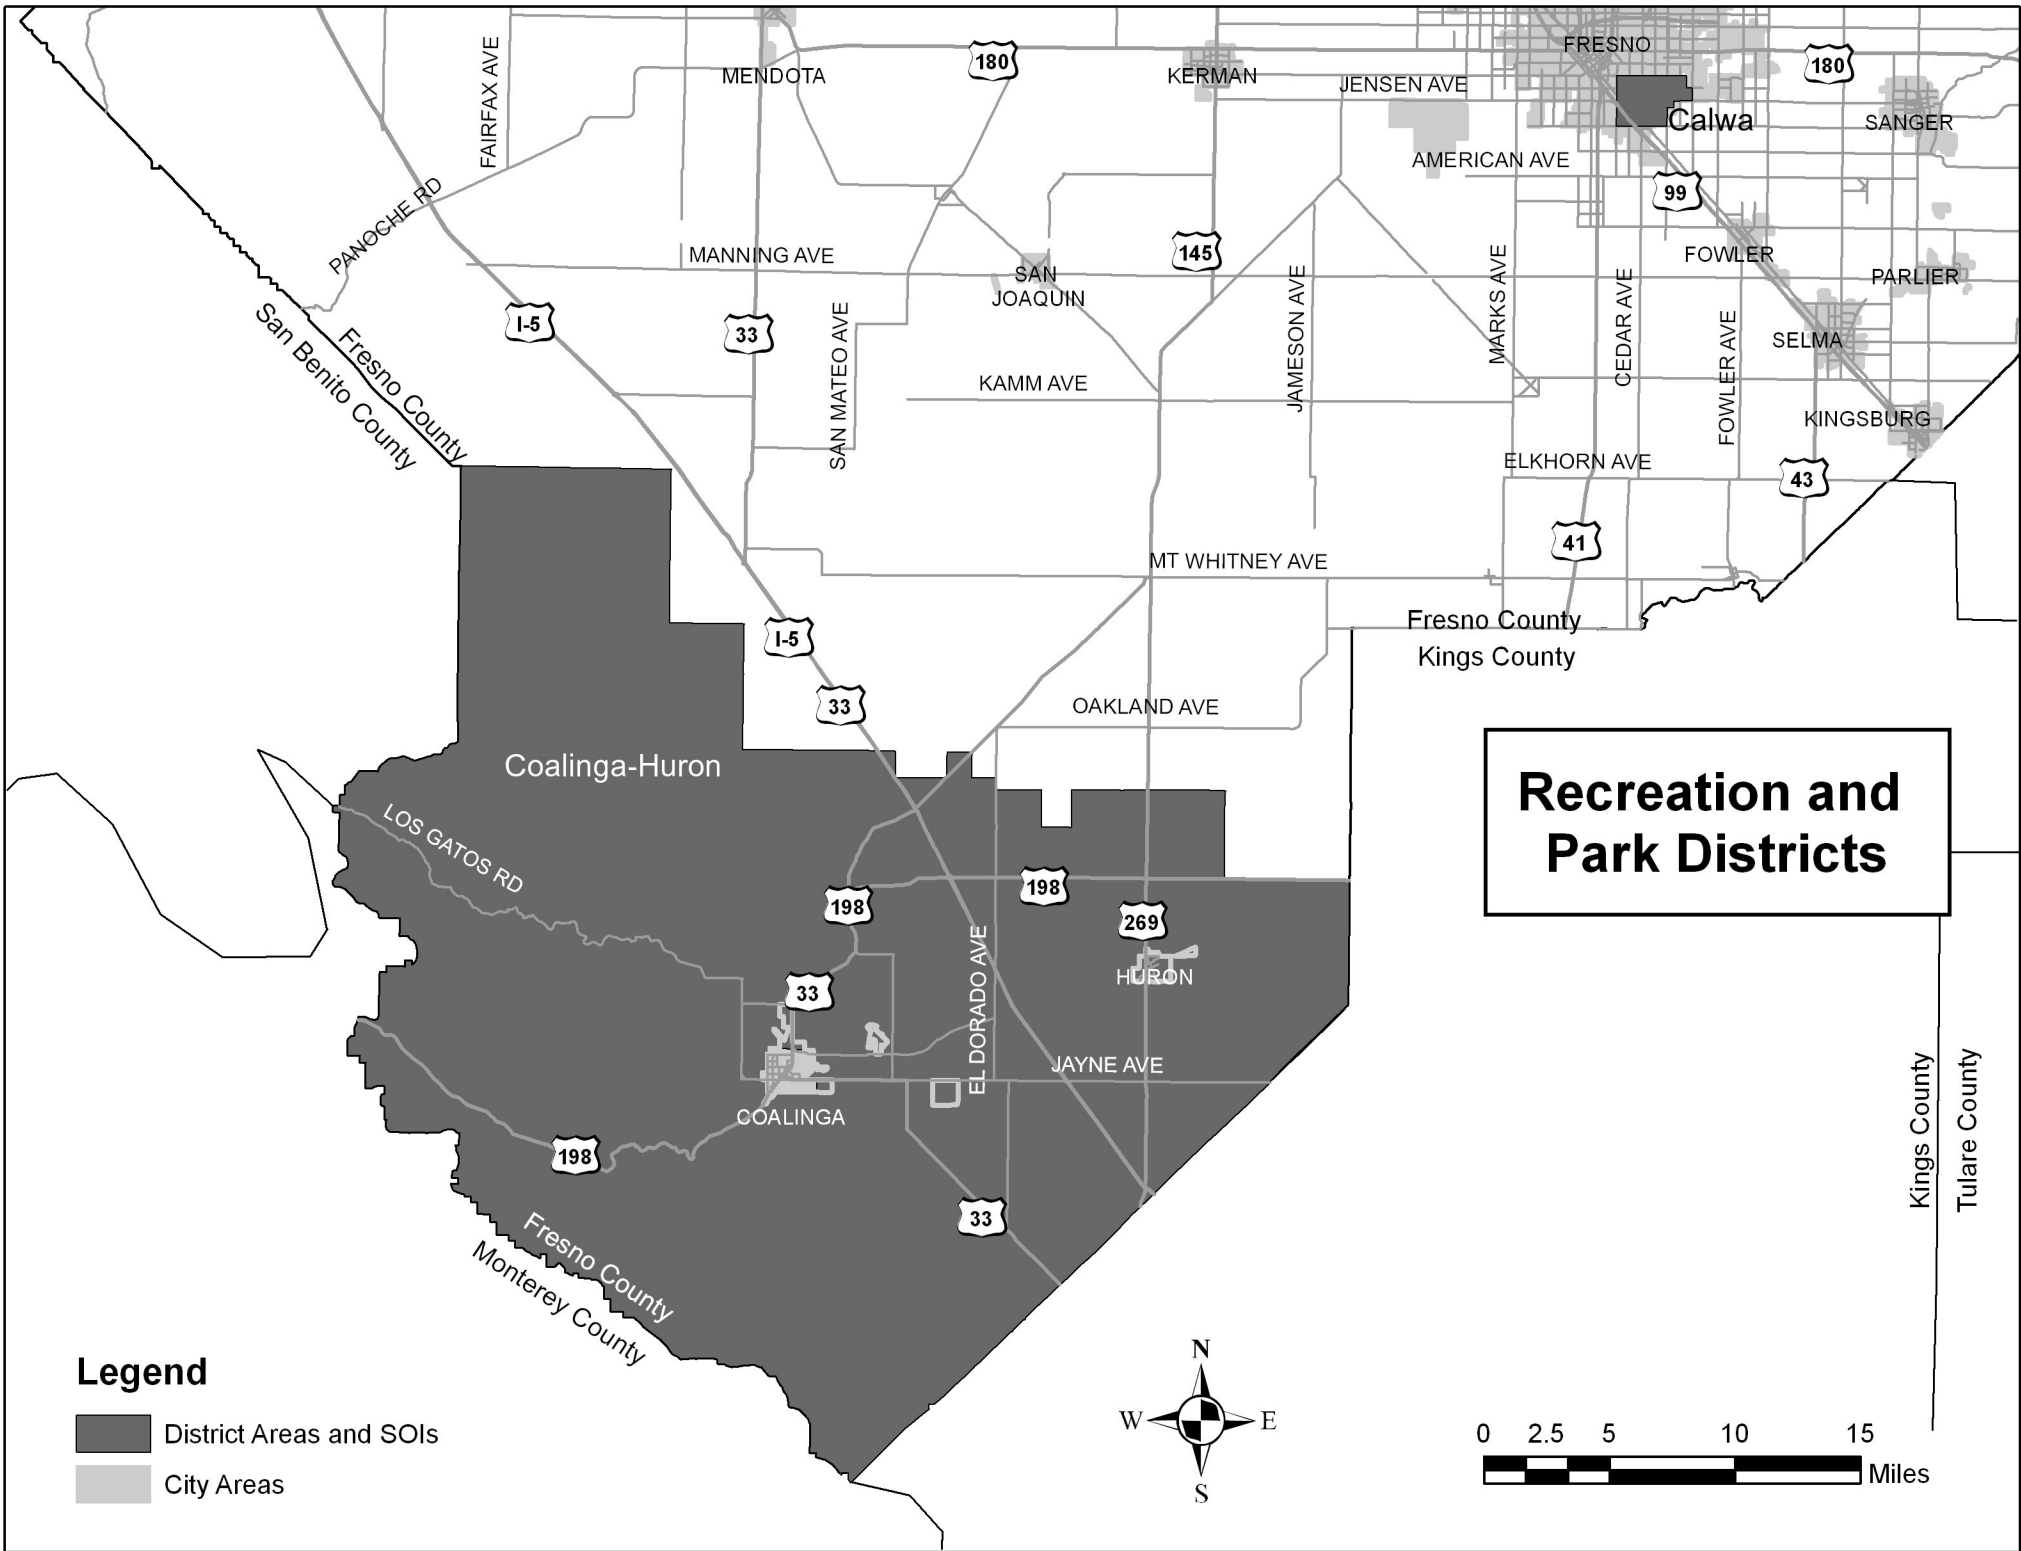 FAIRFAX AVE
MENDOTA
180
KERMAN
JENSEN AVE
FRESNO
180
Calwa
SANGER
AMERICAN AVE
99
PANOCHE RD
MANNING AVE
SAN
JOAQUIN
145
FOWLER
PARLIER
I-5
33
SAN MATEO AVE
JAMESON AVE
MARKS AVE
CEDAR AVE
FOWLER AVE
SELMA
Fresno County
San Benito County
KAMM AVE
KINGSBURG
ELKHORN AVE
43
41
MT WHITNEY AVE
I-5
Fresno County
Kings County
33
OAKLAND AVE
Coalinga-Huron
Recreation and
Park Districts
LOS GATOS RD
198
198
269
HURON
33
EL DORADO AVE
JAYNE AVE
COALINGA
198
33
Kings County
Tulare County
Fresno County
Monterey County
Legend
District Areas and SOIs
City Areas
N
W
E
S
0 2.5 5 10 15
Miles